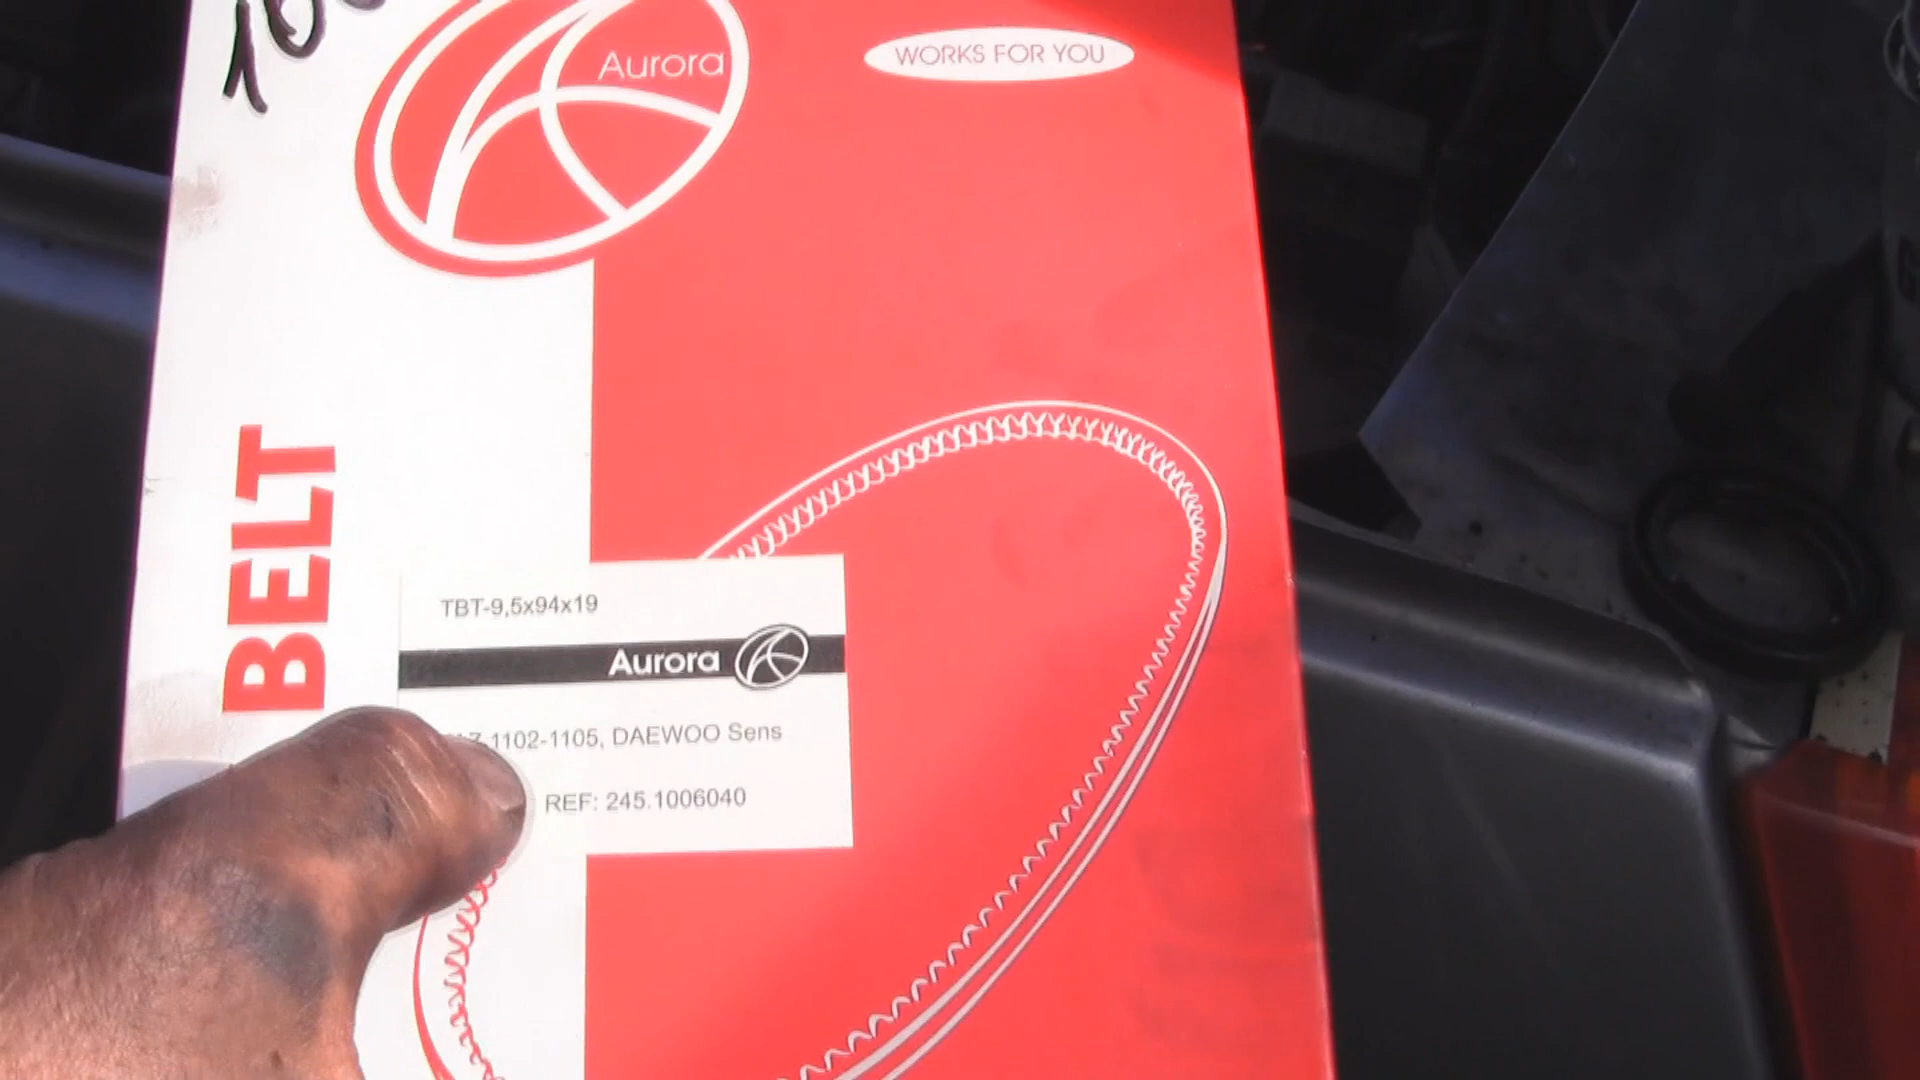 Aurora
WORKS FOR YOU
BELT
TBT-9,5x94x19
Aurora
1102-1105, DAEWOO Sens
REF: 245.1006040